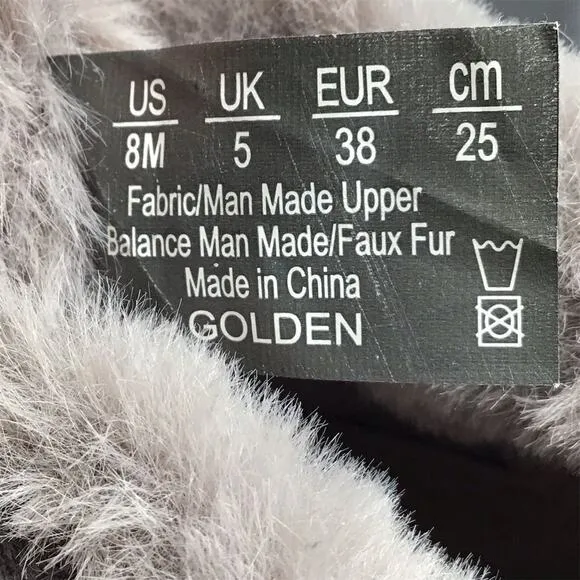 US UK EUR cm
8M 5 38 25
Fabric/Man Made Upper
Balance Man Made/Faux Fur
Made in China
GOLDEN